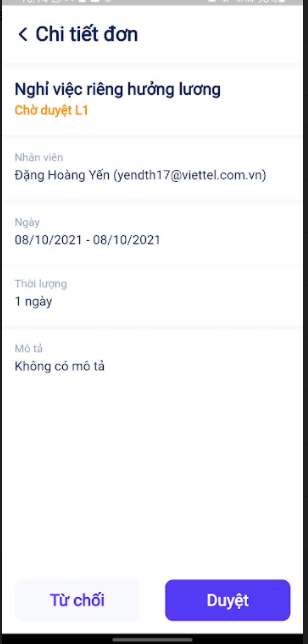 Chi tiết đơn
Nghỉ việc riêng hưởng lương
Chờ duyệt L1
Nhân viên
Đặng Hoàng Yến (yendth17@viettel.com.vn)
Ngày
08/10/2021 - 08/10/2021
Thời lượng
1 ngày
Mô tả
Không có mô tả
Từ chối
Duyệt